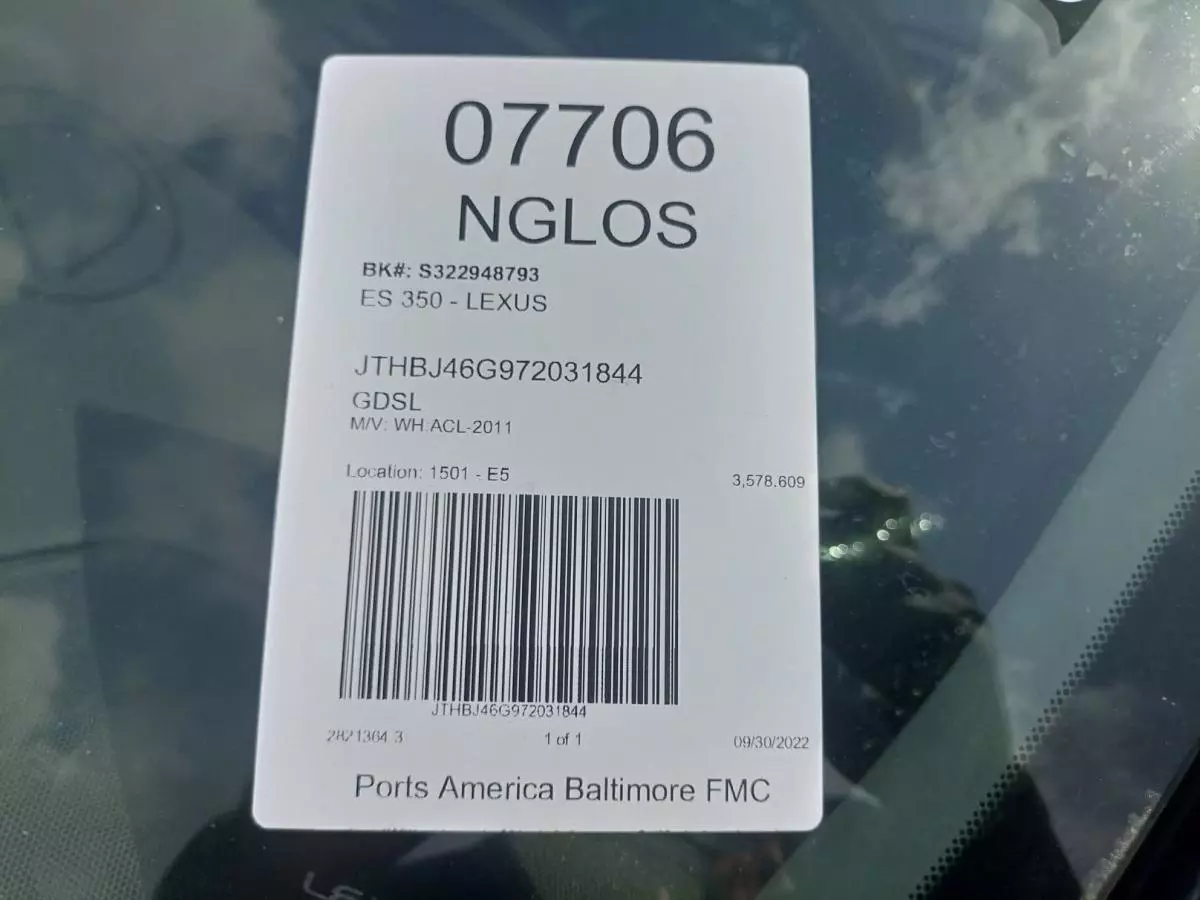 07706
NGLOS
BK#: S322948793
ES 350 - LEXUS
JTHBJ46G972031844
GDSL
M/V: WH:ACL-2011
Location: 1501 - E5
3,578.609
JTHBJ46G972031844
2821304 3
1 of 1
09/30/2022
Ports America Baltimore FMC